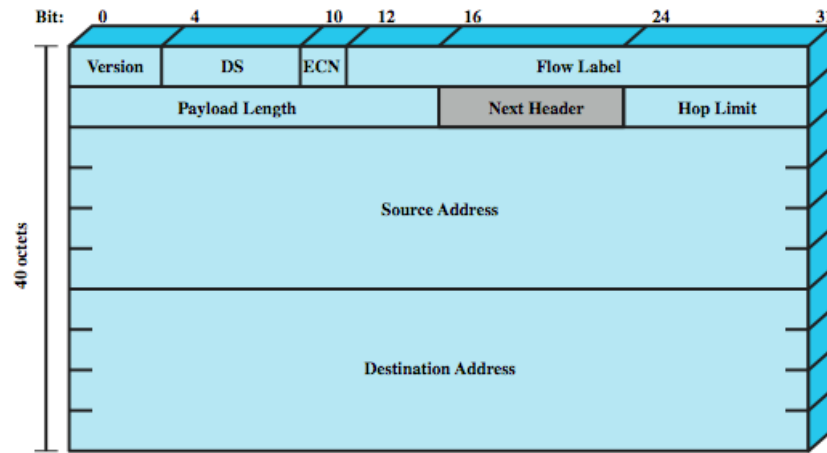 Bit: 0 4 10 12 16 24 31
Version DS ECN Flow Label
Payload Length Next Header Hop Limit
Source Address
40 octets
Destination Address